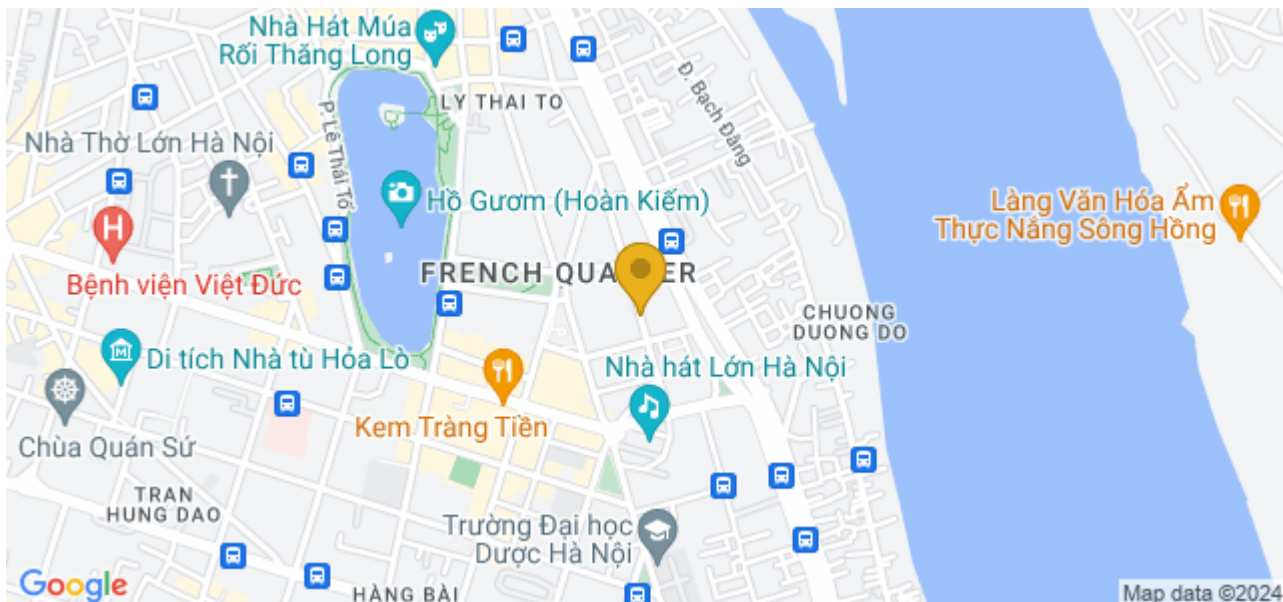 Nhà Hát Múa
Rối Thăng Long
LY THAI TO
Đ. Bạch Đằng
P. Lê Thái Tổ
Nhà Thờ Lớn Hà Nội
Hồ Gươm (Hoàn Kiếm)
Làng Văn Hóa Ẩm
Thực Nắng Sông Hồng
H
Bệnh viện Việt Đức
FRENCH QUA ER
CHUONG
DUONG DO
Di tích Nhà tù Hỏa Lò
Nhà hát Lớn Hà Nội
Kem Tràng Tiền
Chùa Quán Sứ
TRAN
HUNG DAO
Trường Đại học
Dược Hà Nội
HÀNG BÀI
Google
Map data ©2024